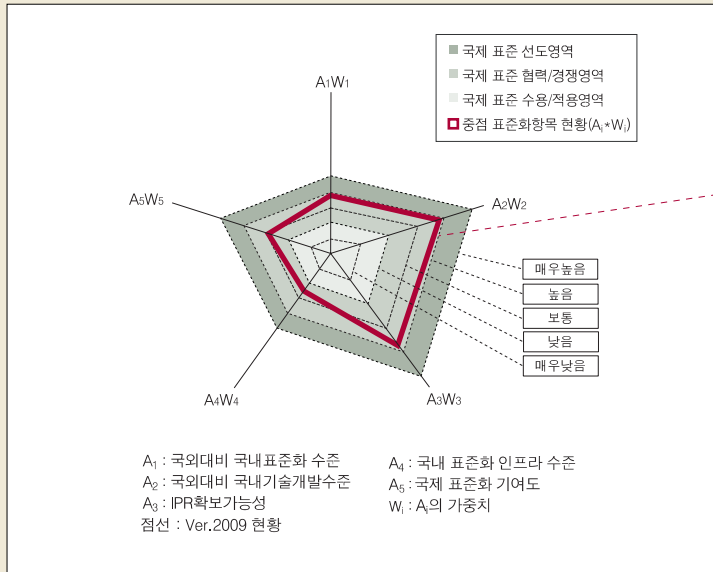 국제 표준 선도영역
국제 표준 협력/경쟁영역
국제 표준 수용/적용영역
중점 표준화항목 현황(Ai*Wi)
A1W1
A2W2
A5W5
매우높음
높음
보통
낮음
매우낮음
A4W4
A3W3
A1 : 국외대비 국내표준화 수준
A2 : 국외대비 국내기술개발수준
A3 : IPR확보가능성
점선 : Ver.2009 현황
A4 : 국내 표준화 인프라 수준
A5 : 국제 표준화 기여도
Wi : Ai의 가중치